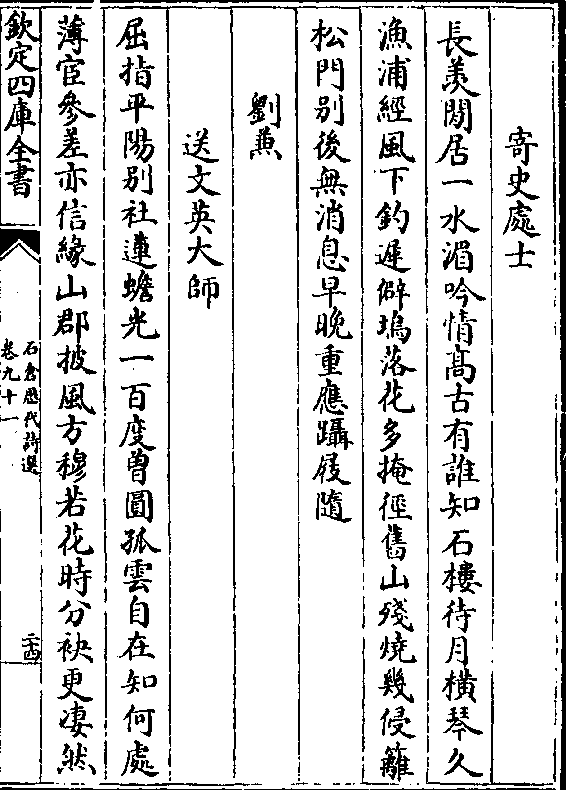 寄史處士
長羨閒居一水湄吟情高古有誰知石樓待月橫琴久
漁浦經風下釣遲僻塢落花多掩徑舊山殘燒幾侵籬
松門别後無消息早晚重應躡屐隨
劉兼
送文英大師
屈指平陽别社蓮蟾光一百度曽圓孤雲自在知何處
薄宦參差亦信緣山郡披風方穆若花時分袂更凄然
欽定四庫全書
石倉歷代詩選
卷九十一
二十四